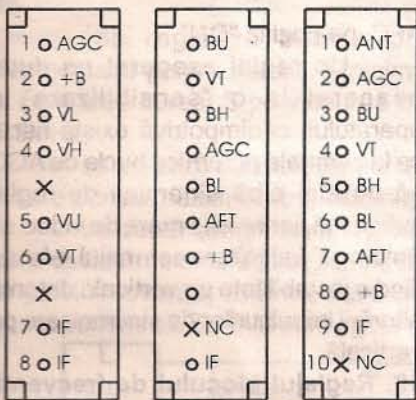 1 o AGC
2 o +B
3 o VL
4 o VH
X
5 o VU
6 o VT
X
7 o IF
8 o IF
o BU
o VT
o BH
o AGC
o BL
o AFT
o +B
o
X NC
o IF
1 o ANT
2 o AGC
3 o BU
4 o VT
5 o BH
6 o BL
7 o AFT
8 o +B
9 o IF
10 X NC